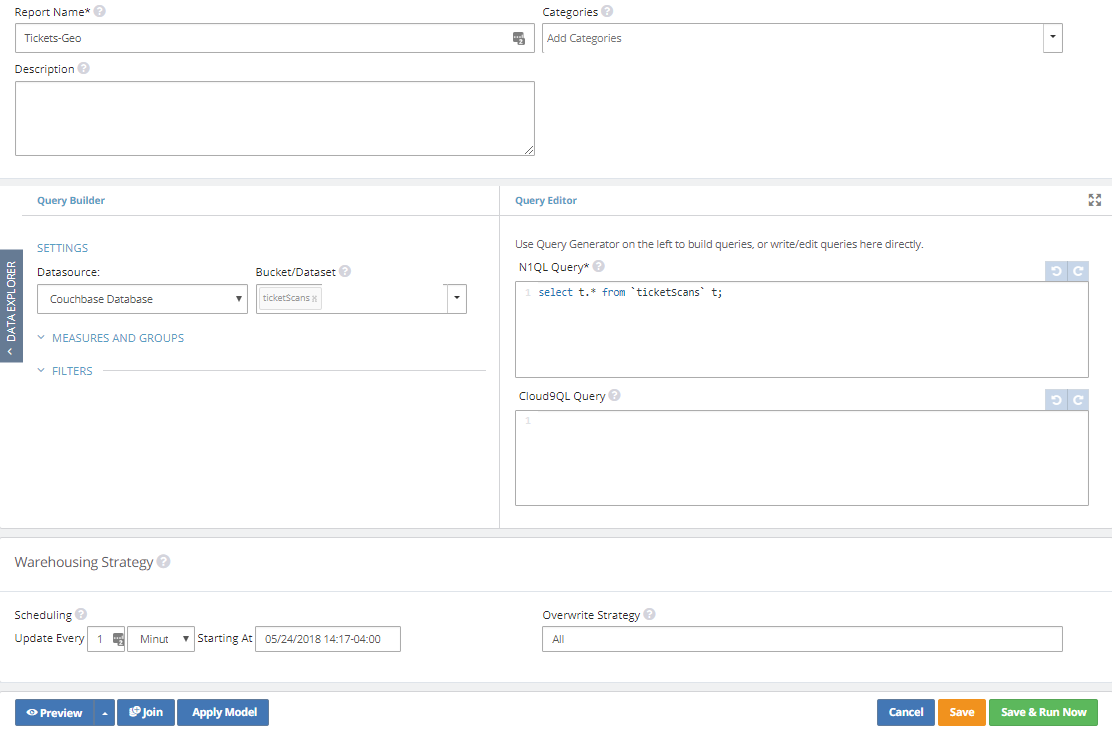 Report Name* ?
Categories ?
Tickets-Geo
Add Categories
Description ?
Query Builder
Query Editor
DATA EXPLORER
SETTINGS
Use Query Generator on the left to build queries, or write/edit queries here directly.
Datasource:
Bucket/Dataset ?
N1QL Query* ?
Couchbase Database
ticketScans x
1 select t.* from `ticketScans` t;
MEASURES AND GROUPS
FILTERS
Cloud9QL Query ?
1
Warehousing Strategy ?
Scheduling ?
Overwrite Strategy ?
Update Every 1 Minut Starting At 05/24/2018 14:17-04:00
All
Preview
Join
Apply Model
Cancel
Save
Save & Run Now